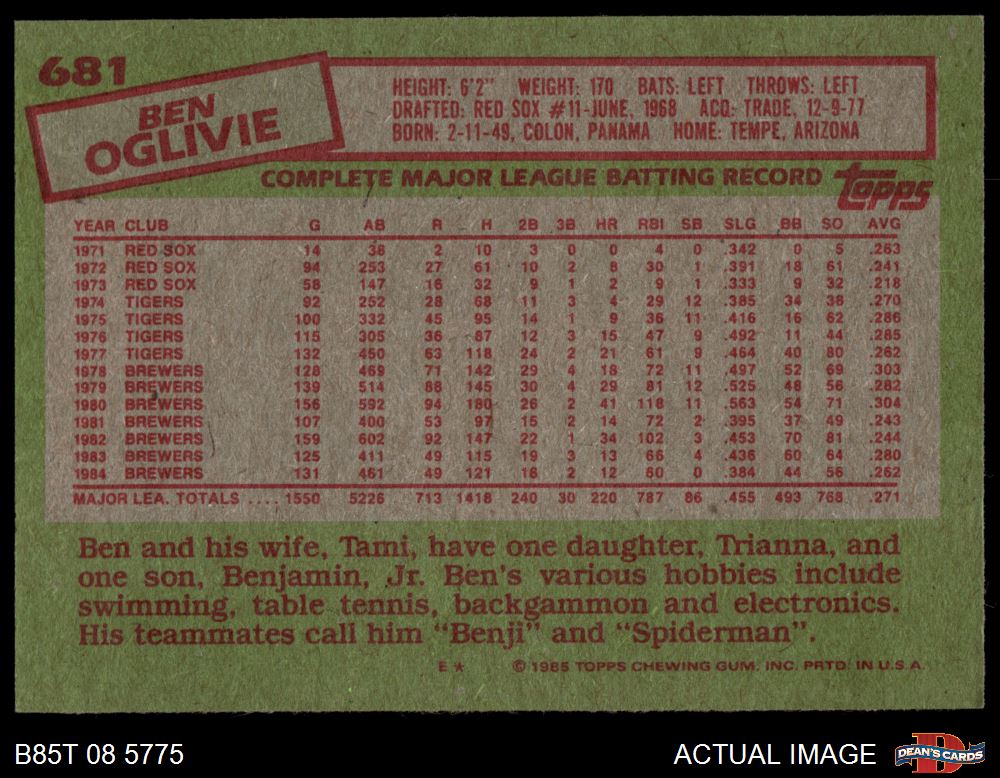 681
BEN
OGLIVIE
HEIGHT: 6'2" WEIGHT: 170 BATS: LEFT THROWS: LEFT
DRAFTED: RED SOX #11-JUNE, 1968 ACQ: TRADE, 12-9-77
BORN: 2-11-49, COLON, PANAMA HOME: TEMPE, ARIZONA
COMPLETE MAJOR LEAGUE BATTING RECORD topps
YEAR CLUB G AB R H 2B 3B HR RBI SB SLG BB SO AVG
1971 RED SOX 14 38 2 10 3 0 0 4 0 .342 0 5 .263
1972 RED SOX 94 253 27 61 10 2 8 30 1 .391 18 61 .241
1973 RED SOX 58 147 16 32 9 1 2 9 1 .333 9 32 .218
1974 TIGERS 92 252 28 68 11 3 4 29 12 .385 34 38 .270
1975 TIGERS 100 332 45 95 14 1 9 36 11 .416 16 62 .286
1976 TIGERS 115 305 36 87 12 3 15 47 9 .492 11 44 .285
1977 TIGERS 132 450 63 118 24 2 21 61 9 .464 40 80 .262
1978 BREWERS 128 469 71 142 29 4 18 72 11 .497 52 69 .303
1979 BREWERS 139 514 88 145 30 4 29 81 12 .525 48 56 .282
1980 BREWERS 156 592 94 180 26 2 41 118 11 .563 54 71 .304
1981 BREWERS 107 400 53 97 15 2 14 72 2 .395 37 49 .243
1982 BREWERS 159 602 92 147 22 1 34 102 3 .453 70 81 .244
1983 BREWERS 125 411 49 115 19 3 13 66 4 .436 60 64 .280
1984 BREWERS 131 461 49 121 16 2 12 60 0 .384 44 56 .262
MAJOR LEA. TOTALS .... 1550 5226 713 1418 240 30 220 787 86 .455 493 768 .271
Ben and his wife, Tami, have one daughter, Trianna, and
one son, Benjamin, Jr. Ben's various hobbies include
swimming, table tennis, backgammon and electronics.
His teammates call him "Benji" and "Spiderman".
E ★ © 1985 TOPPS CHEWING GUM, INC. PRTD. IN U.S.A.
B85T 08 5775 ACTUAL IMAGE D DEAN'S CARDS